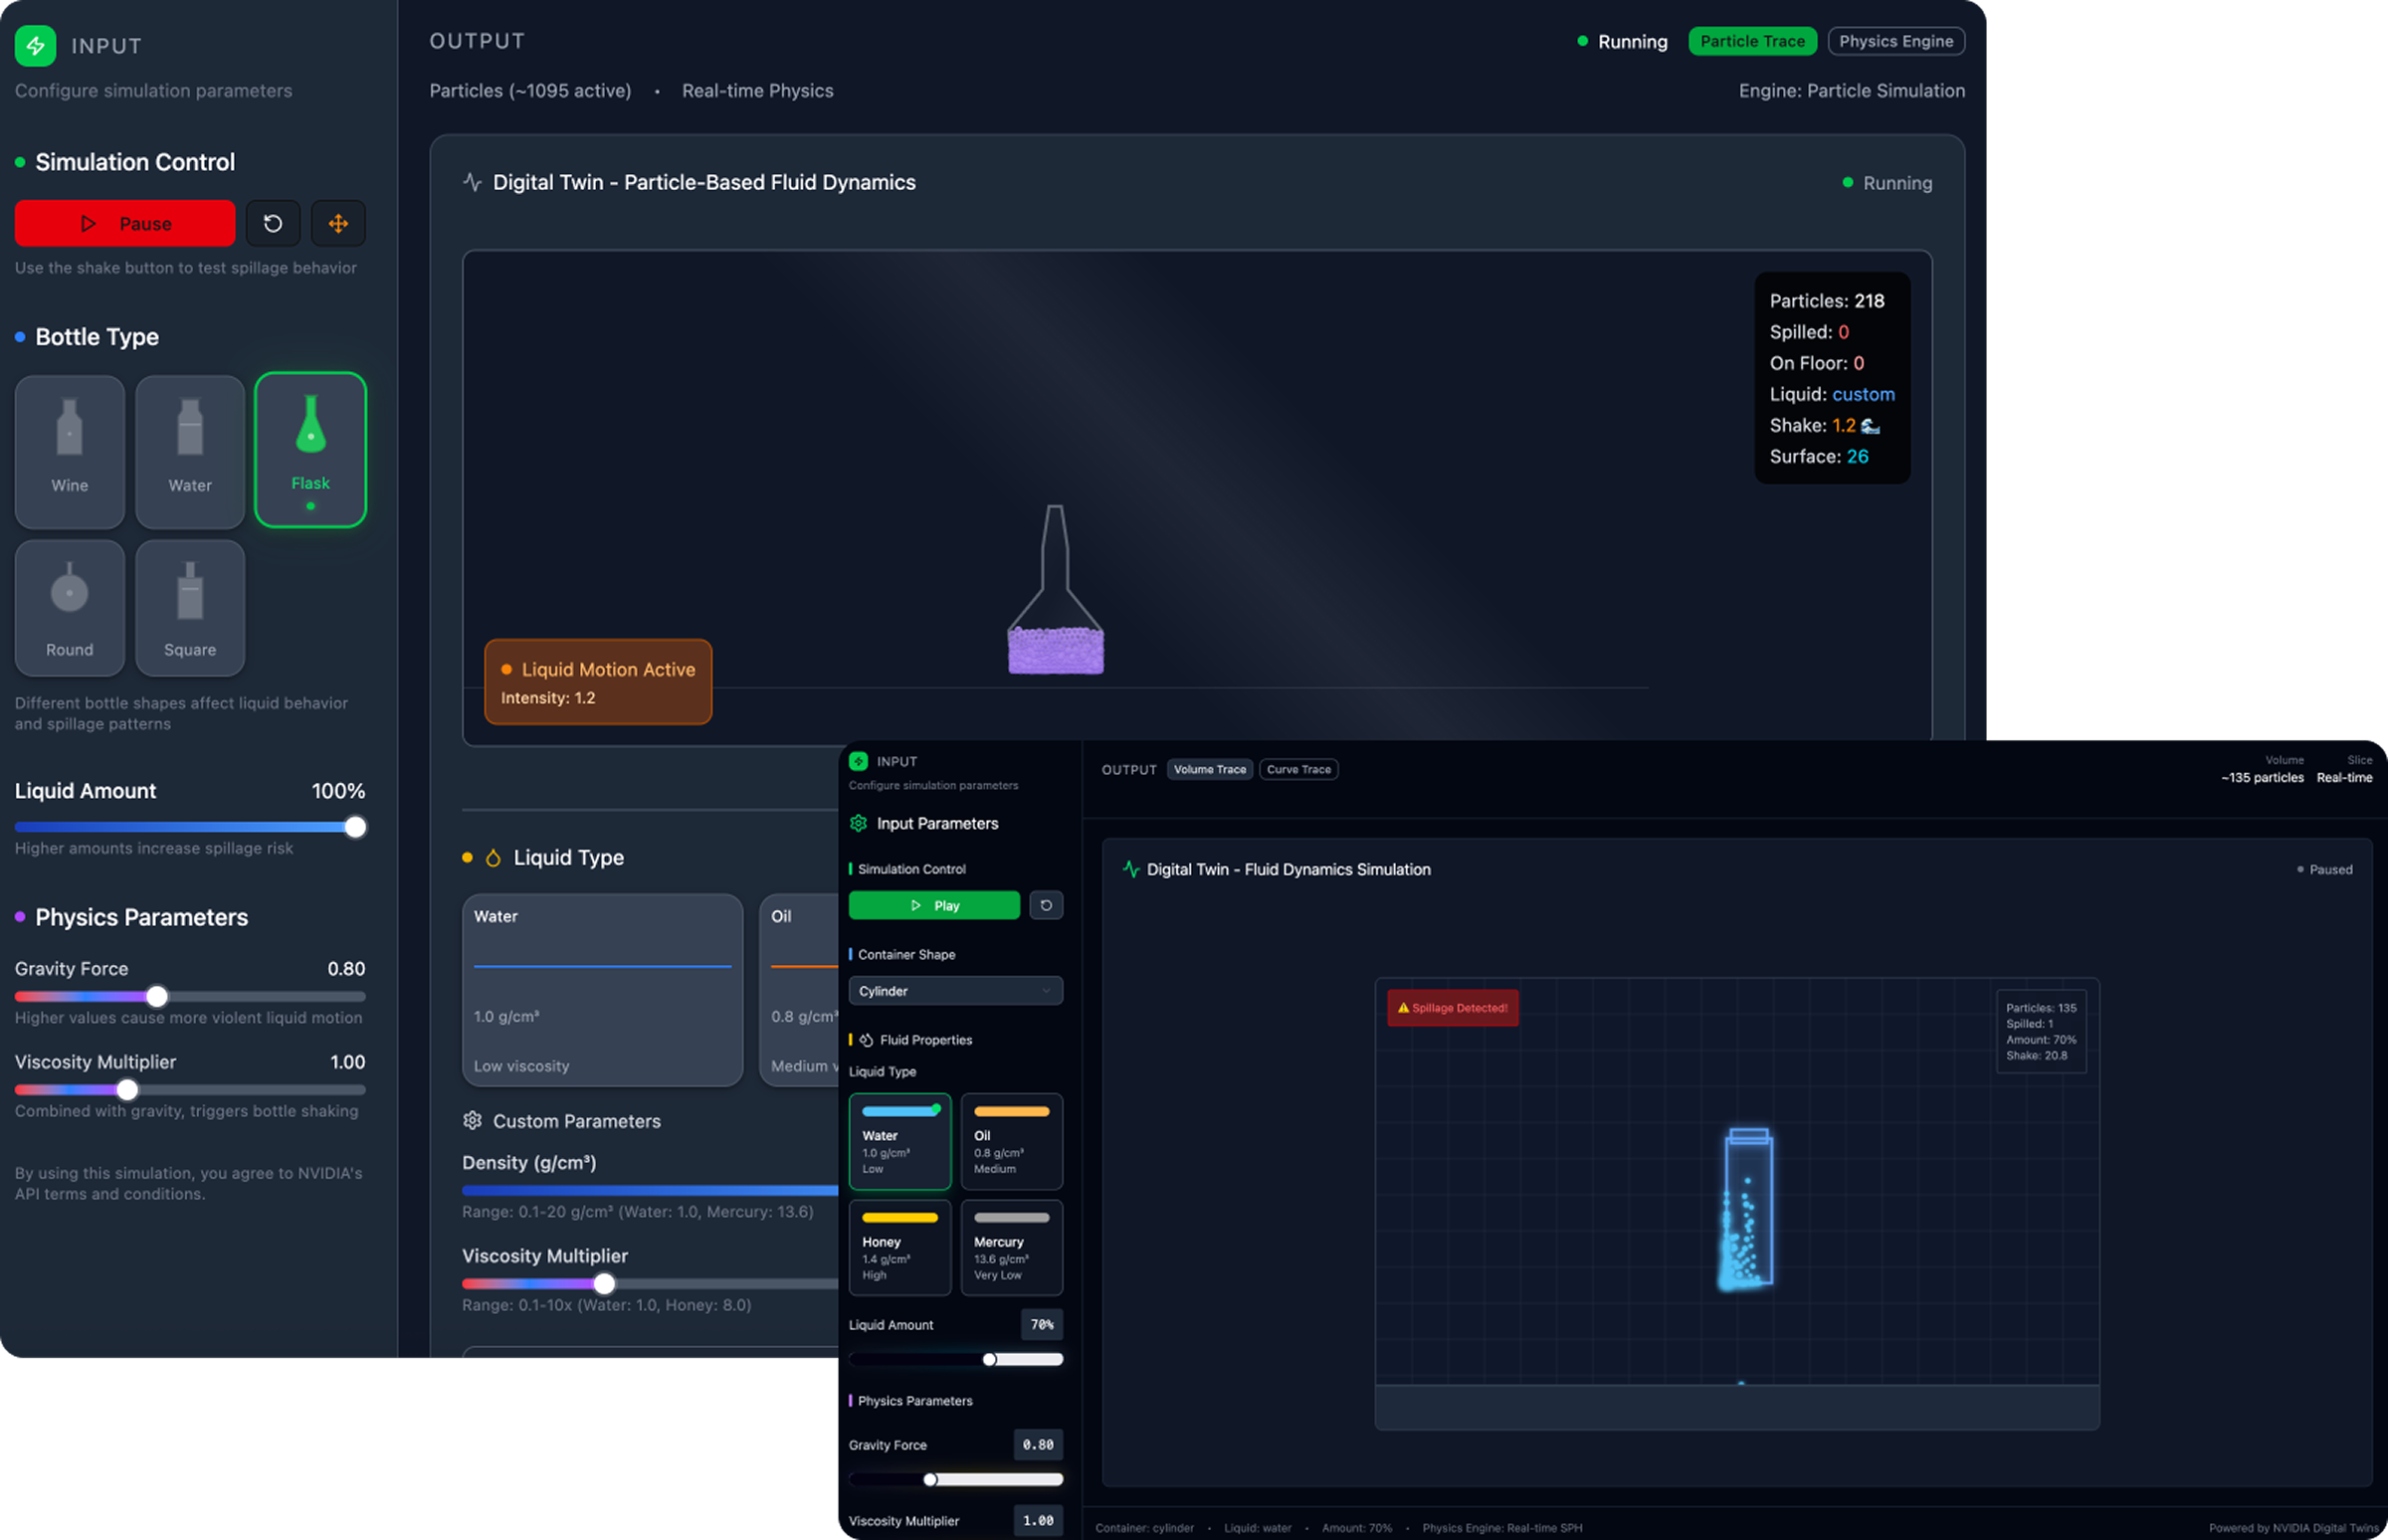 INPUT
Configure simulation parameters
Simulation Control
Pause
Use the shake button to test spillage behavior
Bottle Type
Wine
Water
Flask
Round
Square
Different bottle shapes affect liquid behavior
and spillage patterns
Liquid Amount 100%
Higher amounts increase spillage risk
Physics Parameters
Gravity Force 0.80
Higher values cause more violent liquid motion
Viscosity Multiplier 1.00
Combined with gravity, triggers bottle shaking
By using this simulation, you agree to NVIDIA's
API terms and conditions.
OUTPUT
Running Particle Trace Physics Engine
Particles (~1095 active) • Real-time Physics
Engine: Particle Simulation
Digital Twin - Particle-Based Fluid Dynamics
Running
Particles: 218
Spilled: 0
On Floor: 0
Liquid: custom
Shake: 1.2 🌊
Surface: 26
Liquid Motion Active
Intensity: 1.2
Liquid Type
Water
1.0 g/cm³
Low viscosity
Oil
0.8 g/cm³
Medium v
Custom Parameters
Density (g/cm³)
Range: 0.1-20 g/cm³ (Water: 1.0, Mercury: 13.6)
Viscosity Multiplier
Range: 0.1-10x (Water: 1.0, Honey: 8.0)
INPUT
Configure simulation parameters
Input Parameters
Simulation Control
Play
Container Shape
Cylinder
Fluid Properties
Liquid Type
Water
1.0 g/cm³
Low
Oil
0.8 g/cm³
Medium
Honey
1.4 g/cm³
High
Mercury
13.6 g/cm³
Very Low
Liquid Amount 70%
Physics Parameters
Gravity Force 0.80
Viscosity Multiplier 1.00
OUTPUT Volume Trace Curve Trace
Volume
~135 particles
Slice
Real-time
Digital Twin - Fluid Dynamics Simulation
Paused
⚠️ Spillage Detected!
Particles: 135
Spilled: 1
Amount: 70%
Shake: 20.8
Container: cylinder • Liquid: water • Amount: 70% • Physics Engine: Real-time SPH
Powered by NVIDIA Digital Twins